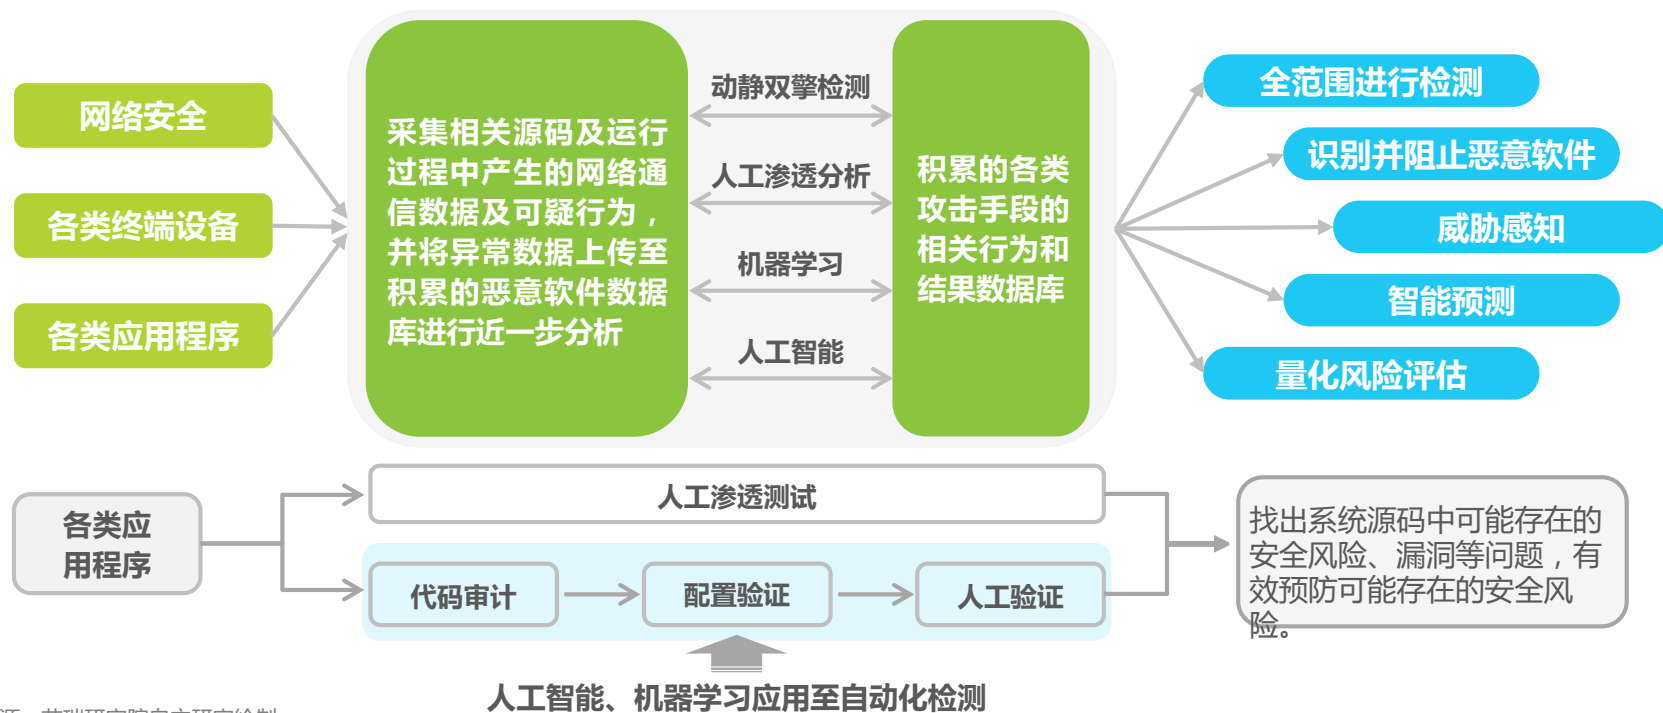 网络安全
各类终端设备
各类应用程序
采集相关源码及运行
过程中产生的网络通
信数据及可疑行为，
并将异常数据上传至
积累的恶意软件数据
库进行近一步分析
动静双擎检测
人工渗透分析
机器学习
人工智能
积累的各类
攻击手段的
相关行为和
结果数据库
全范围进行检测
识别并阻止恶意软件
威胁感知
智能预测
量化风险评估
各类应
用程序
人工渗透测试
代码审计
配置验证
人工验证
找出系统源码中可能存在的
安全风险、漏洞等问题，有
效预防可能存在的安全风
险。
人工智能、机器学习应用至自动化检测